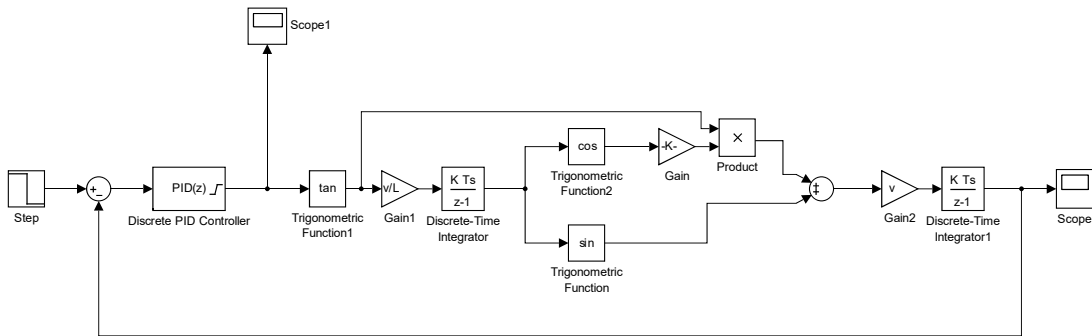 Scope1
Step
+
−
PID(z)
Discrete PID Controller
tan
Trigonometric
Function1
v/L
Gain1
K Ts
z-1
Discrete-Time
Integrator
cos
Trigonometric
Function2
-K-
Gain
×
Product
sin
Trigonometric
Function
+
+
v
Gain2
K Ts
z-1
Discrete-Time
Integrator1
Scope